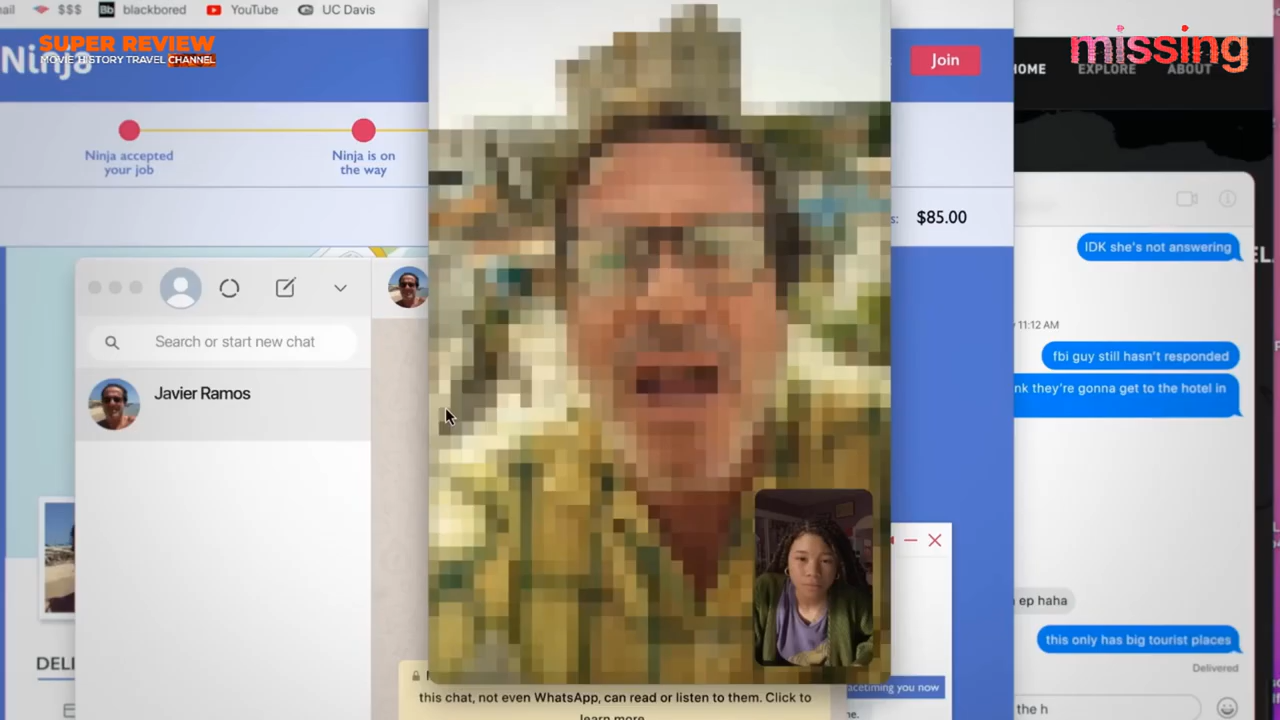 $$$
Bb blackbored
YouTube
UC Davis
SUPER REVIEW
MOVIE HISTORY TRAVEL CHANNEL
Ninja
Join
missing
HOME
EXPLORE
ABOUT
Ninja accepted
your job
Ninja is on
the way
$85.00
IDK she's not answering
11:12 AM
fbi guy still hasn't responded
they're gonna get to the hotel in
Search or start new chat
Javier Ramos
ep haha
this only has big tourist places
Delivered
you now
this chat, not even WhatsApp, can read or listen to them. Click to
learn more.
the h